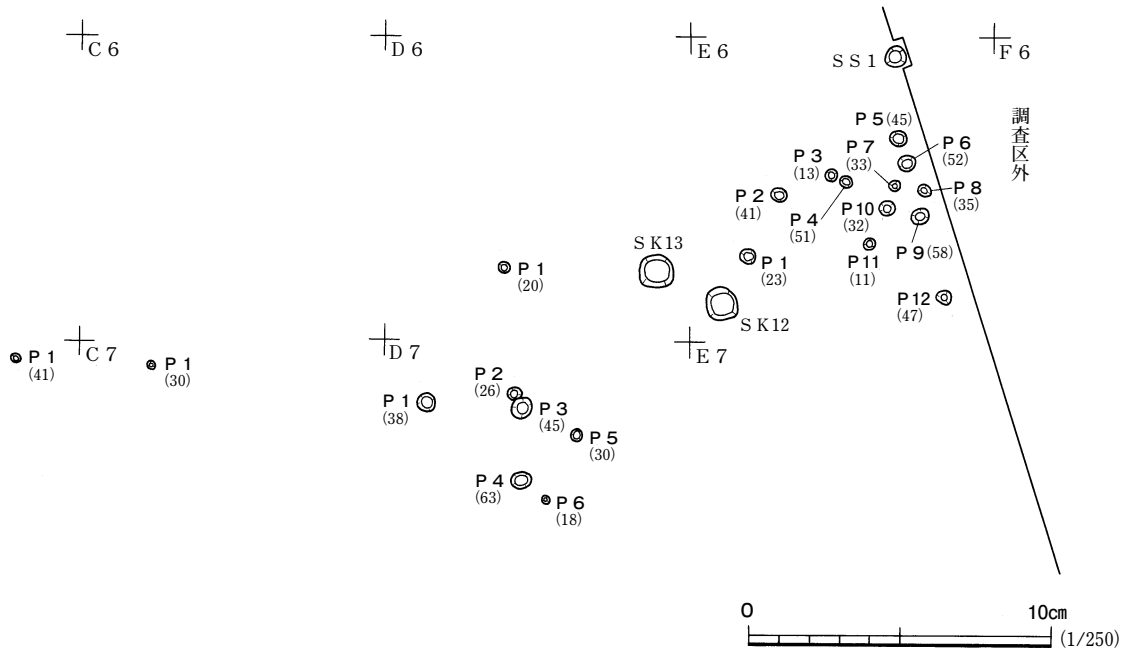 C 6
D 6
E 6
F 6
S S 1
調査区外
P 5 (45)
P 6
(52)
P 7
(33)
P 3
(13)
P 8
(35)
P 2
(41)
P 4
(51)
P 10
(32)
P 9 (58)
P 11
(11)
S K 13
P 1
(23)
P 1
(20)
S K 12
P 12
(47)
C 7
D 7
E 7
P 1
(41)
P 1
(30)
P 2
(26)
P 1
(38)
P 3
(45)
P 5
(30)
P 4
(63)
P 6
(18)
0 10cm
(1/250)